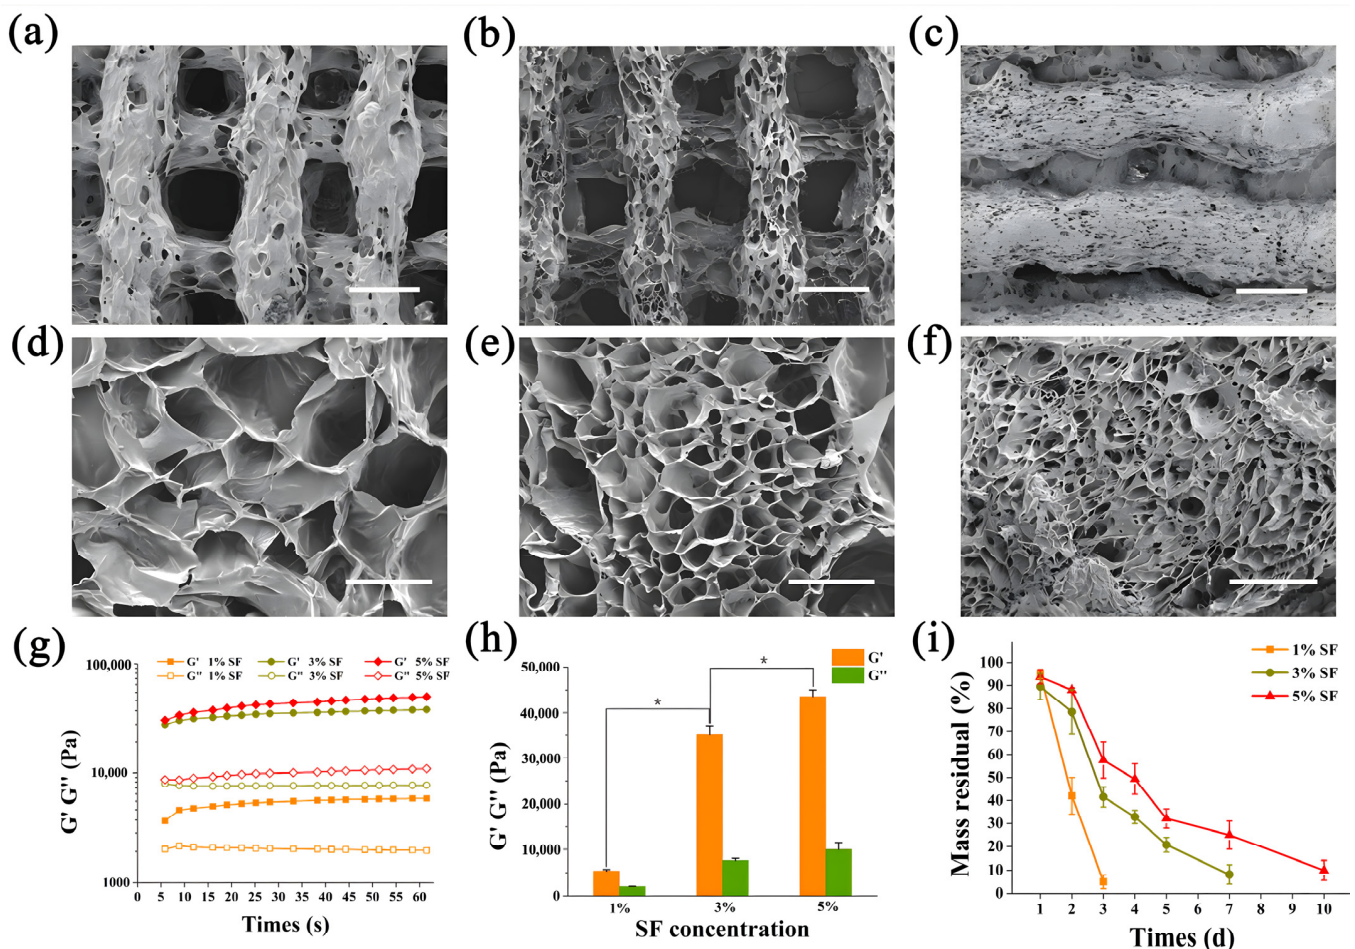 (a)
(b)
(c)
(d)
(e)
(f)
(g)
100,000
10,000
1000
G' G'' (Pa)
G' 1% SF
G' 3% SF
G' 5% SF
G'' 1% SF
G'' 3% SF
G'' 5% SF
0 5 10 15 20 25 30 35 40 45 50 55 60
Times (s)
(h)
50,000
40,000
30,000
20,000
10,000
0
G' G'' (Pa)
*
*
G'
G''
1% 3% 5%
SF concentration
(i)
1% SF
3% SF
5% SF
100
90
80
70
60
50
40
30
20
10
0
Mass residual (%)
1 2 3 4 5 6 7 8 9 10
Times (d)